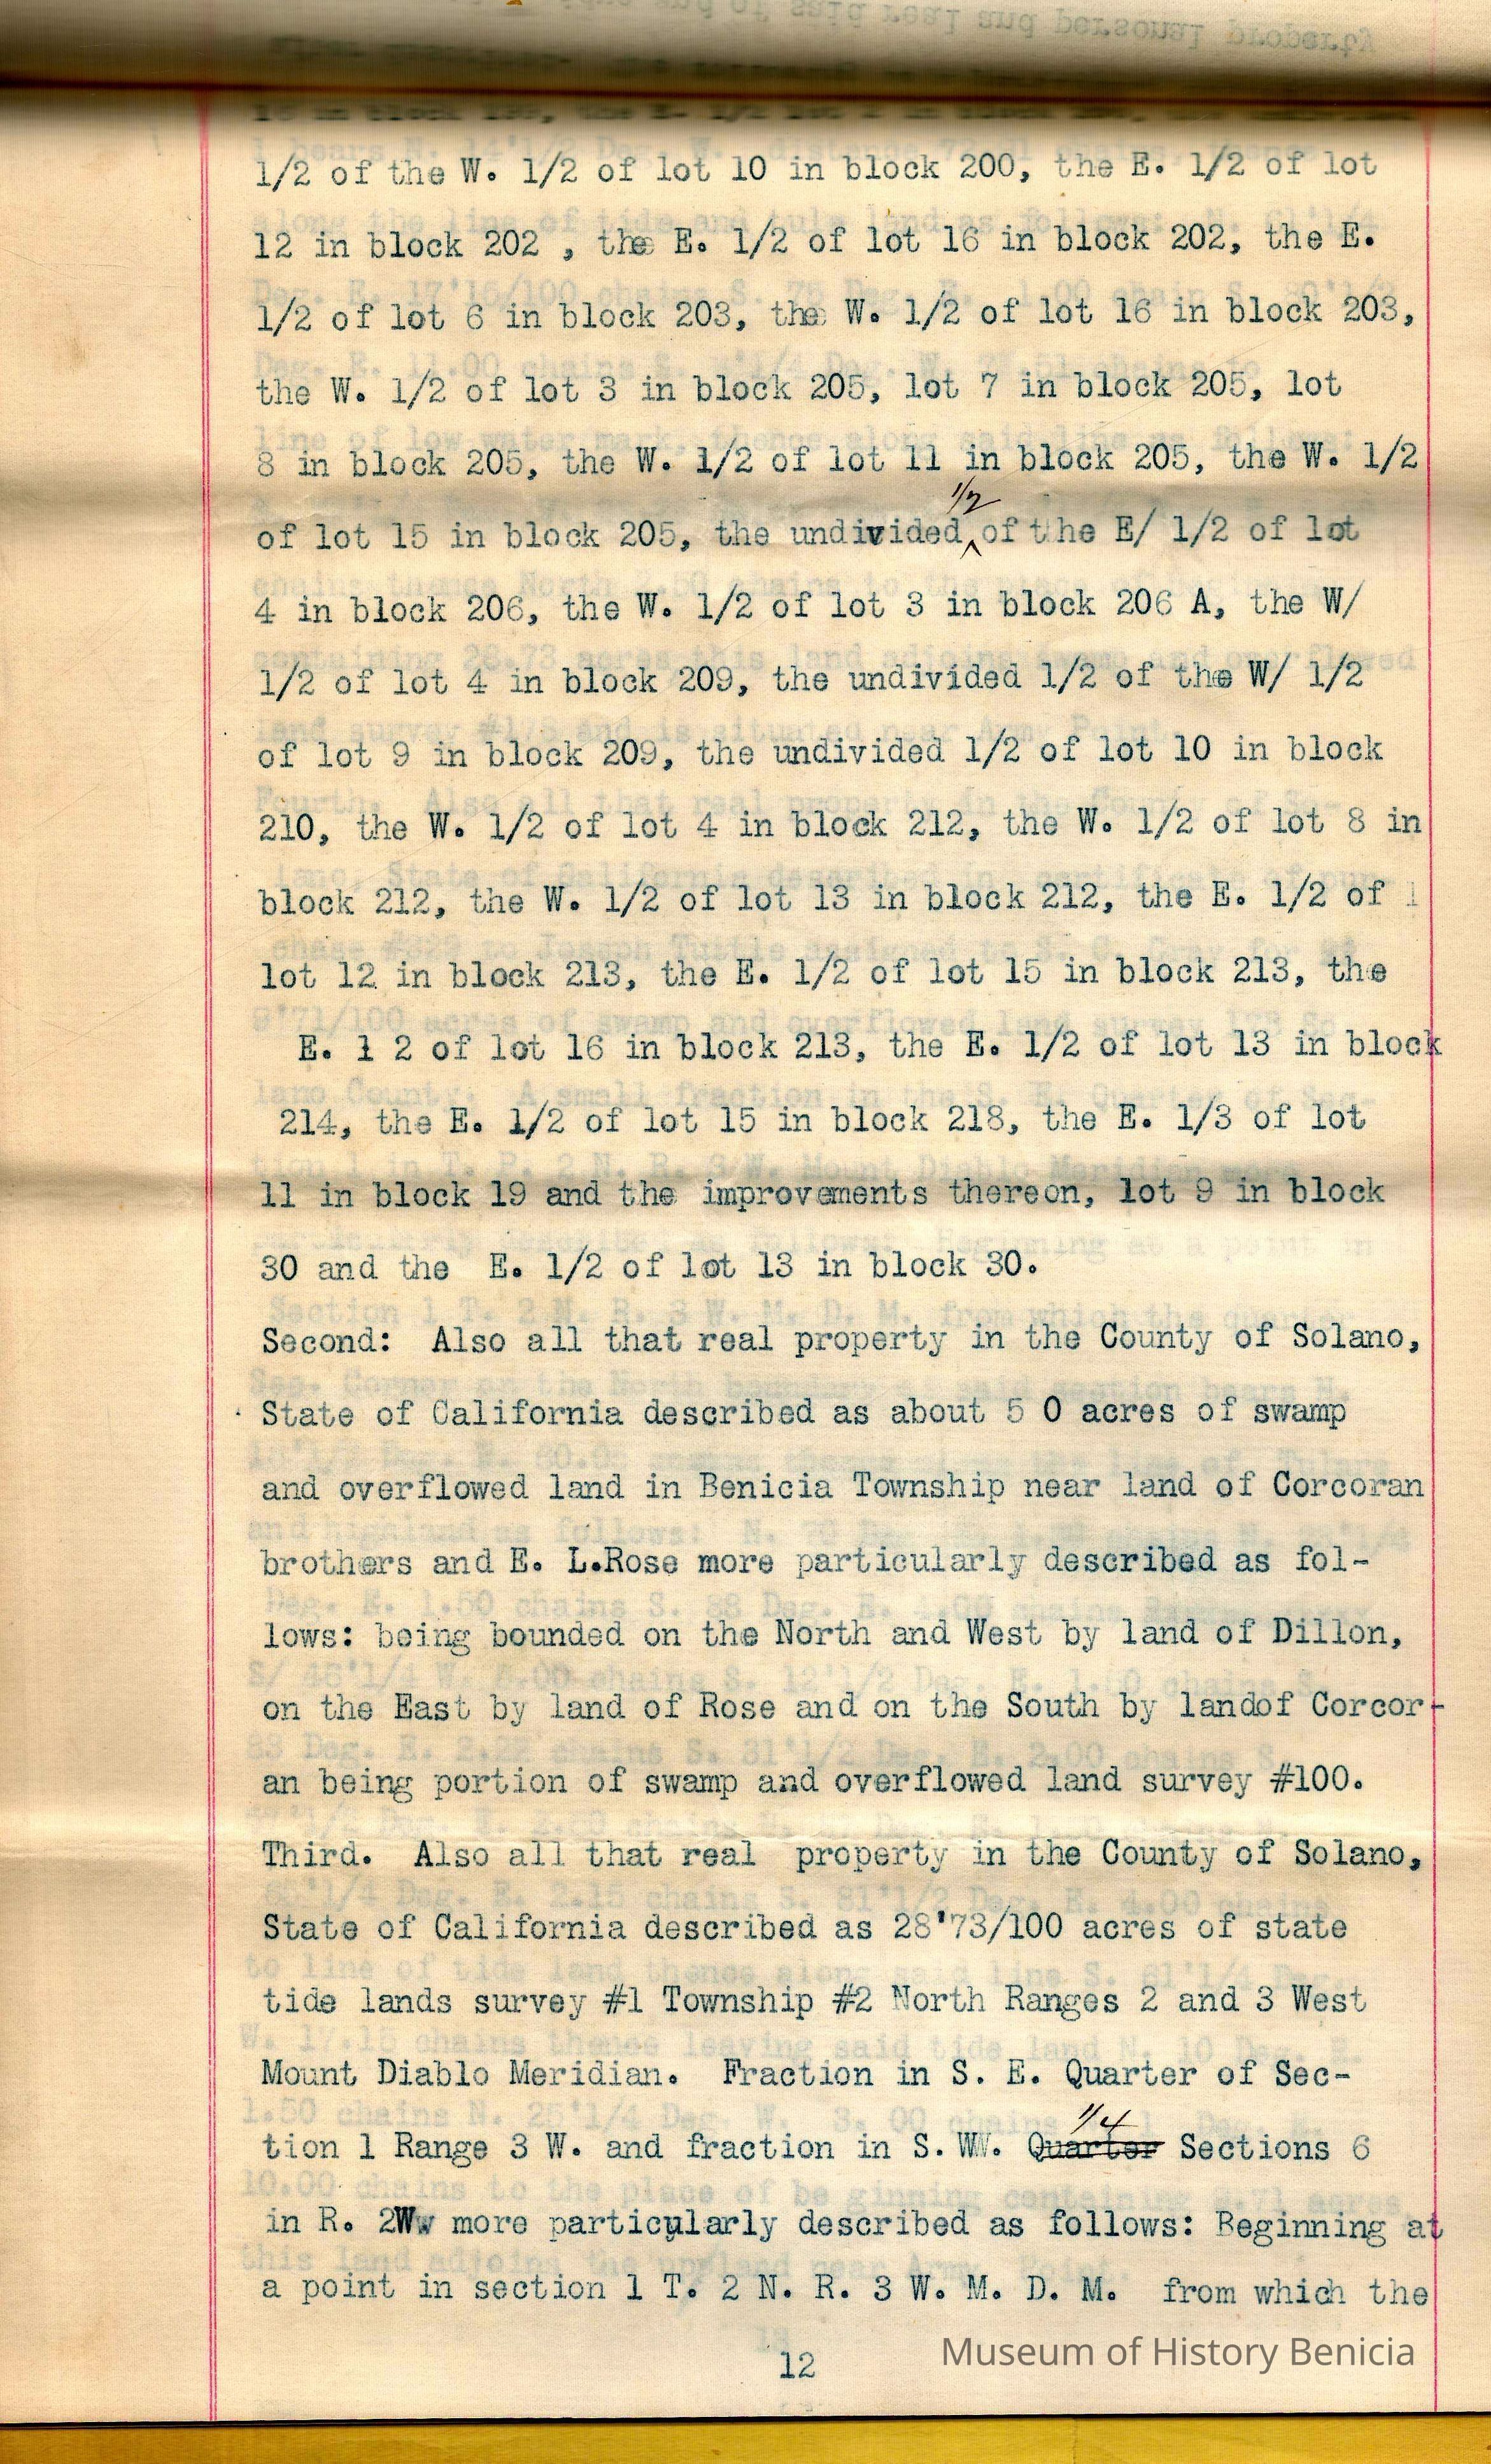 1/2 of the W. 1/2 of lot 10 in block 200, the E. 1/2 of lot
12 in block 202 , the E. 1/2 of lot 16 in block 202, the E.
1/2 of lot 6 in block 203, the W. 1/2 of lot 16 in block 203,
the W. 1/2 of lot 3 in block 205, lot 7 in block 205, lot
8 in block 205, the W. 1/2 of lot 11 in block 205, the W. 1/2
of lot 15 in block 205, the undivided 1/2 of the E/ 1/2 of lot
4 in block 206, the W. 1/2 of lot 3 in block 206 A, the W/
1/2 of lot 4 in block 209, the undivided 1/2 of the W/ 1/2
of lot 9 in block 209, the undivided 1/2 of lot 10 in block
210, the W. 1/2 of lot 4 in block 212, the W. 1/2 of lot 8 in
block 212, the W. 1/2 of lot 13 in block 212, the E. 1/2 of l
lot 12 in block 213, the E. 1/2 of lot 15 in block 213, the
E. 1 2 of lot 16 in block 213, the E. 1/2 of lot 13 in block
214, the E. 1/2 of lot 15 in block 218, the E. 1/3 of lot
11 in block 19 and the improvements thereon, lot 9 in block
30 and the E. 1/2 of lot 13 in block 30.
Second: Also all that real property in the County of Solano,
State of California described as about 5 0 acres of swamp
and overflowed land in Benicia Township near land of Corcoran
brothers and E. L.Rose more particularly described as fol-
lows: being bounded on the North and West by land of Dillon,
on the East by land of Rose and on the South by landof Corcor-
an being portion of swamp and overflowed land survey #100.
Third. Also all that real property in the County of Solano,
State of California described as 28'73/100 acres of state
tide lands survey #1 Township #2 North Ranges 2 and 3 West
Mount Diablo Meridian. Fraction in S. E. Quarter of Sec-
tion 1 Range 3 W. and fraction in S. W. Quarter 1/4 Sections 6
in R. 2Ww more particularly described as follows: Beginning at
a point in section 1 T. 2 N. R. 3 W. M. D. M. from which the
12
Museum of History Benicia